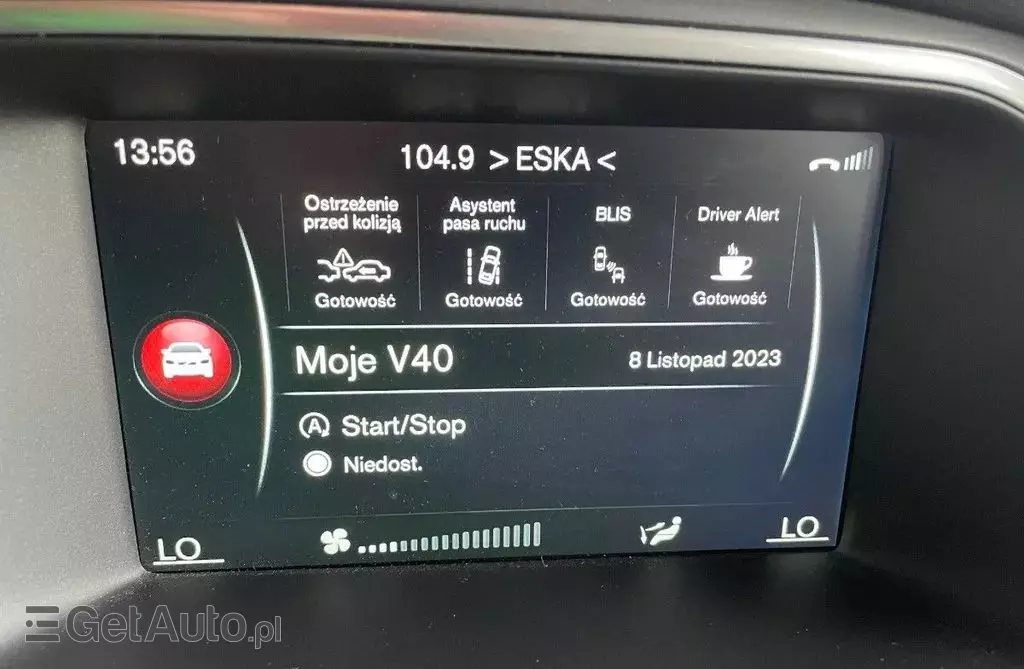 13:56
104.9 >ESKA<
Ostrzeżenie
przed kolizją
Gotowość
Asystent
pasa ruchu
Gotowość
BLIS
Gotowość
Driver Alert
Gotowość
Moje V40
8 Listopad 2023
A Start/Stop
Niedost.
LO
LO
GetAuto.pl